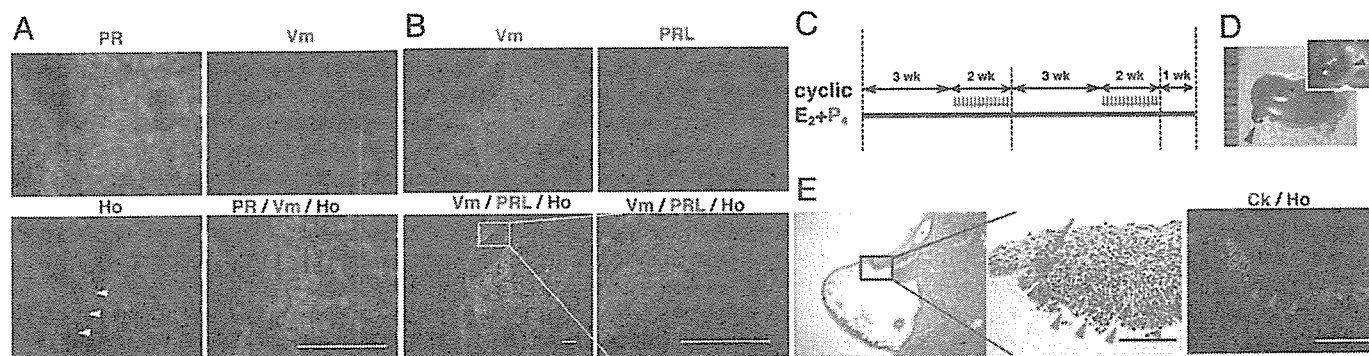 A
PR
Vm
B
Vm
PRL
C
3 wk
2 wk
3 wk
2 wk
1 wk
cyclic
E₂+P₄
D
Ho
PR / Vm / Ho
Vm / PRL / Ho
Vm / PRL / Ho
E
Ck / Ho